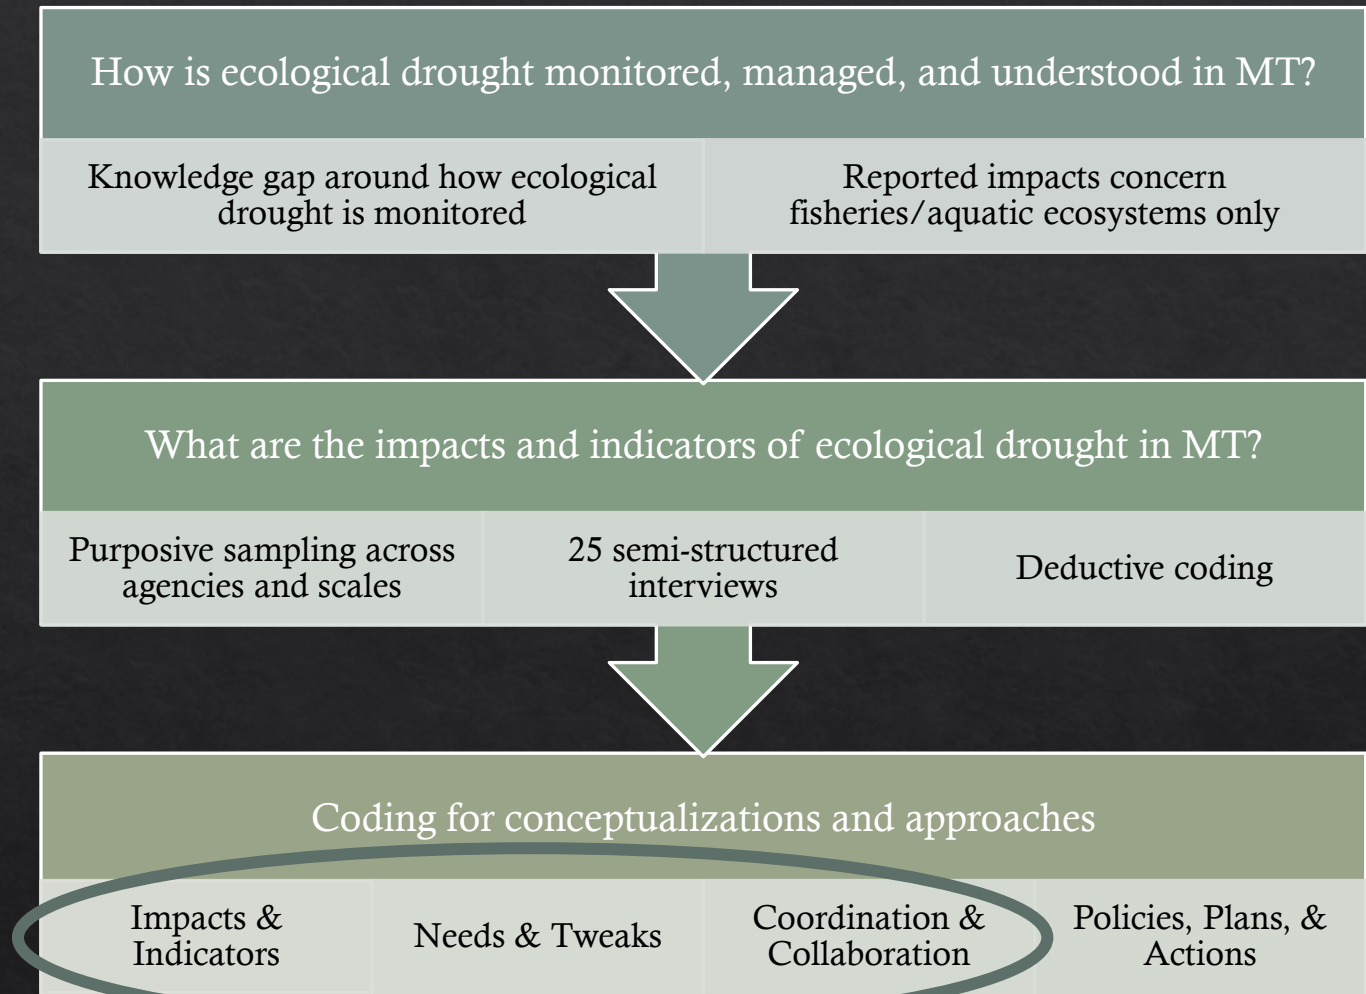 How is ecological drought monitored, managed, and understood in MT?
Knowledge gap around how ecological
drought is monitored
Reported impacts concern
fisheries/aquatic ecosystems only
What are the impacts and indicators of ecological drought in MT?
Purposive sampling across
agencies and scales
25 semi-structured
interviews
Deductive coding
Coding for conceptualizations and approaches
Impacts &
Indicators
Needs & Tweaks
Coordination &
Collaboration
Policies, Plans, &
Actions